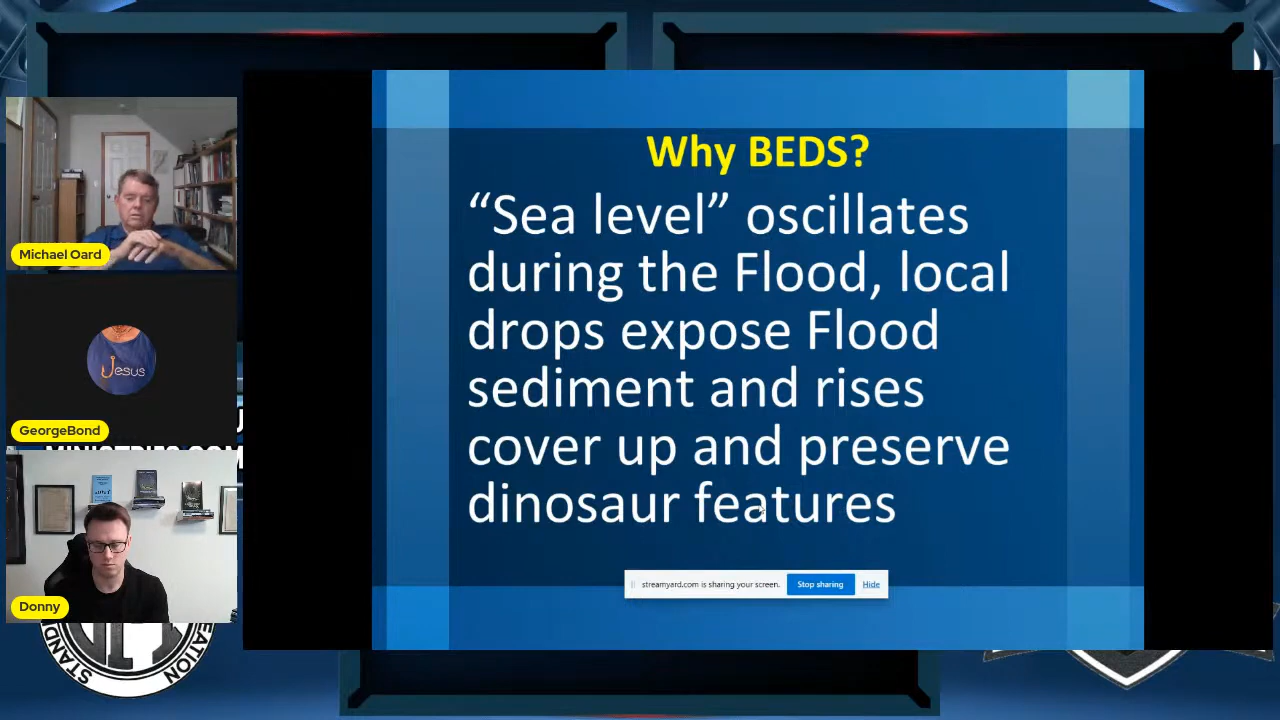 Why BEDS?
“Sea level” oscillates
during the Flood, local
drops expose Flood
sediment and rises
cover up and preserve
dinosaur features
streamyard.com is sharing your screen.
Stop sharing
Hide
Michael Oard
Jesus
GeorgeBond
Donny